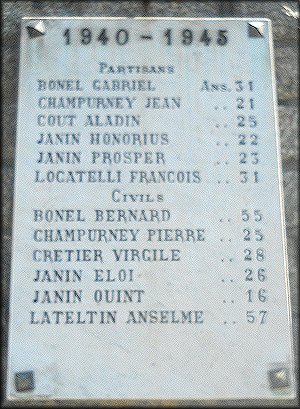 1940 - 1945
PARTISANS
BONEL GABRIEL ANS. 31
CHAMPURNEY JEAN .. 21
COUT ALADIN .. 25
JANIN HONORIUS .. 22
JANIN PROSPER .. 23
LOCATELLI FRANCOIS .. 31
CIVILS
BONEL BERNARD .. 55
CHAMPURNEY PIERRE .. 25
CRETIER VIRGILE .. 28
JANIN ELOI .. 26
JANIN QUINT .. 16
LATELTIN ANSELME .. 57